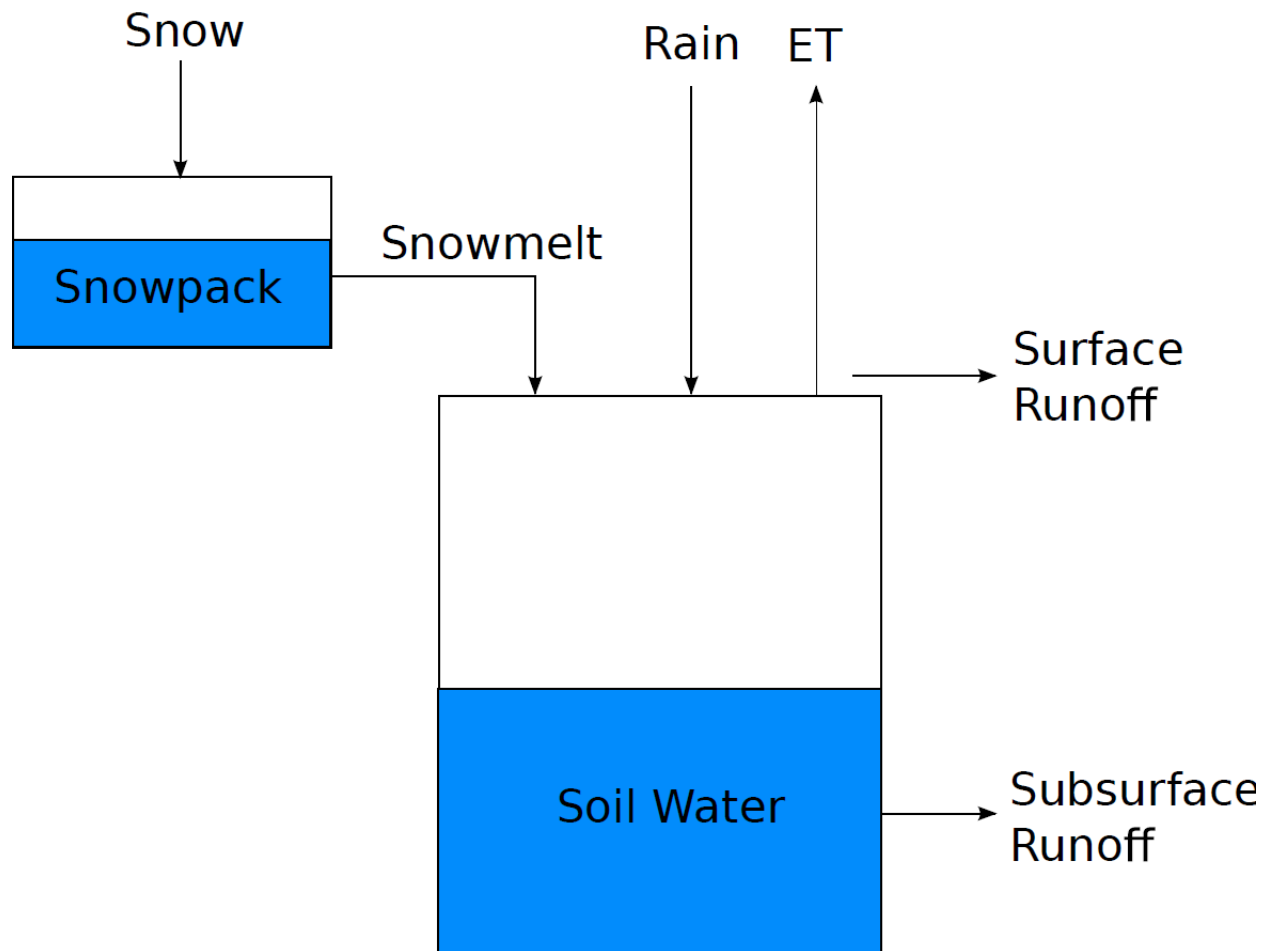 Snow
Rain
ET
Snowmelt
Snowpack
Surface
Runoff
Soil Water
Subsurface
Runoff